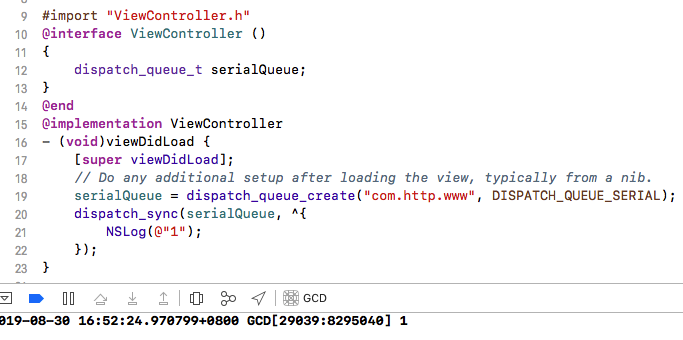 9 #import "ViewController.h"
10 @interface ViewController ()
11 {
12 dispatch_queue_t serialQueue;
13 }
14 @end
15 @implementation ViewController
16 - (void)viewDidLoad {
17 [super viewDidLoad];
18 // Do any additional setup after loading the view, typically from a nib.
19 serialQueue = dispatch_queue_create("com.http.www", DISPATCH_QUEUE_SERIAL);
20 dispatch_sync(serialQueue, ^{
21 NSLog(@"1");
22 });
23 }
GCD
019-08-30 16:52:24.970799+0800 GCD[29039:8295040] 1